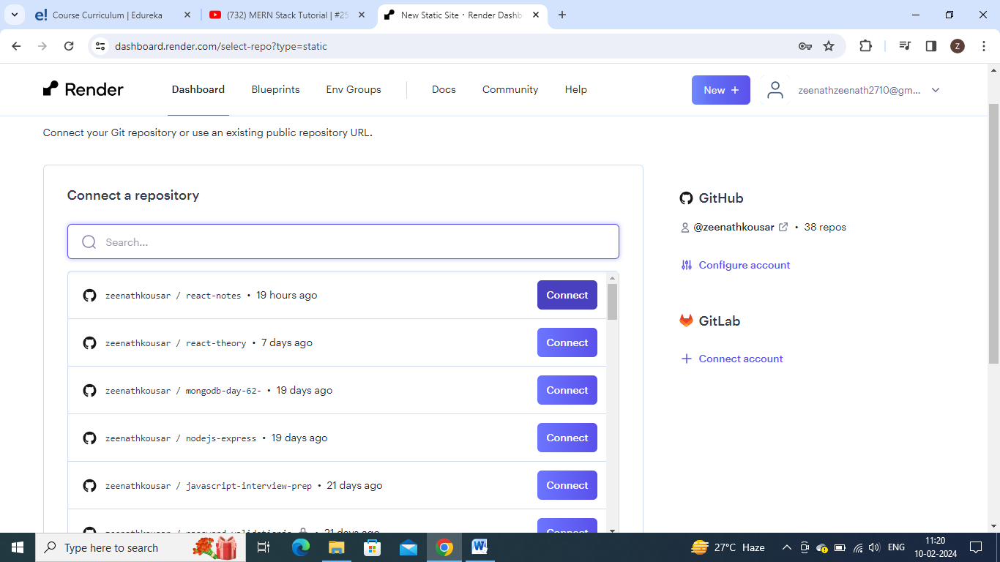 Course Curriculum | Edureka
(732) MERN Stack Tutorial | #25
New Static Site · Render Dashb
dashboard.render.com/select-repo?type=static
Z
Render
Dashboard
Blueprints
Env Groups
Docs
Community
Help
New +
zeenathzeenath2710@gm...
Connect your Git repository or use an existing public repository URL.
Connect a repository
Search...
zeenathkousar / react-notes • 19 hours ago
Connect
zeenathkousar / react-theory • 7 days ago
Connect
zeenathkousar / mongodb-day-62- • 19 days ago
Connect
zeenathkousar / nodejs-express • 19 days ago
Connect
zeenathkousar / javascript-interview-prep • 21 days ago
Connect
zeenathkousar / • 21 days ago
Connect
GitHub
@zeenathkousar • 38 repos
Configure account
GitLab
Connect account
Type here to search
27°C Haze
ENG
11:20
10-02-2024